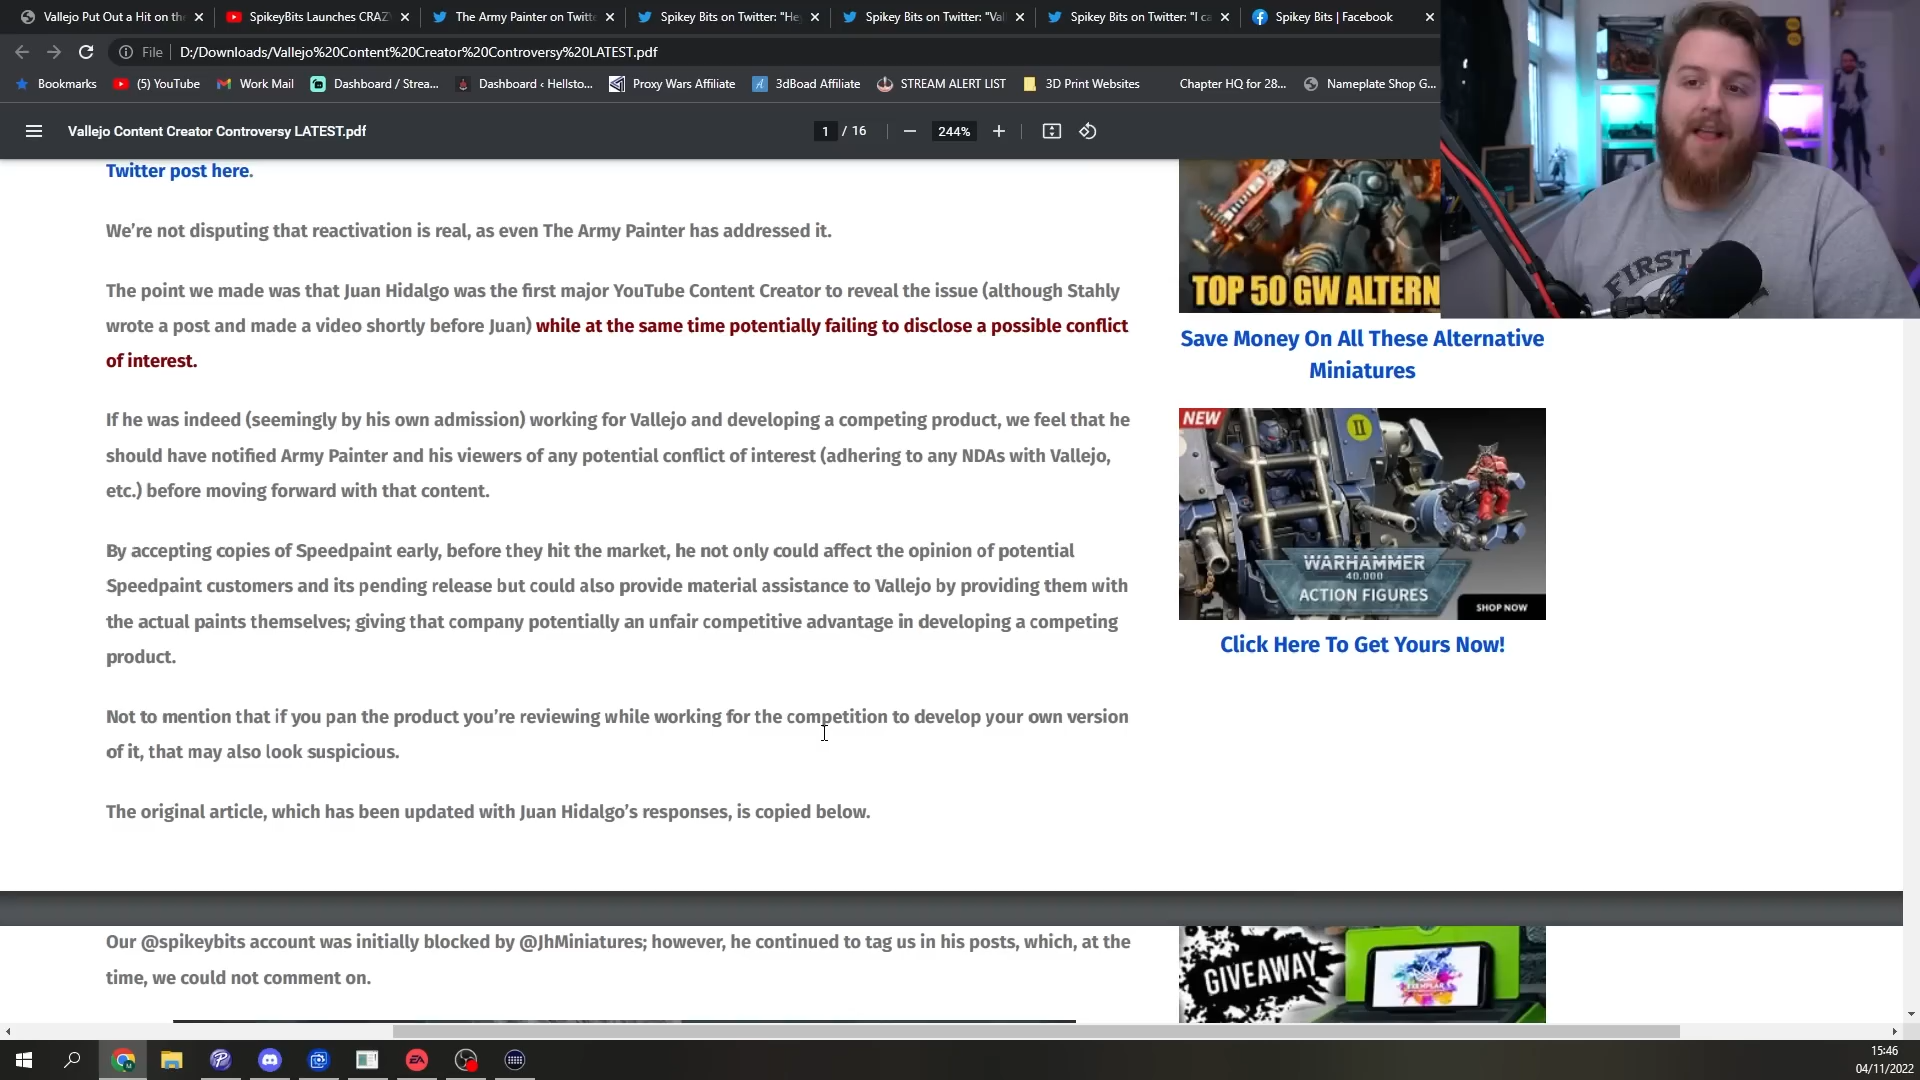 Vallejo Put Out a Hit on the
SpikeyBits Launches CRAZ
The Army Painter on Twitte
Spikey Bits on Twitter: "He
Spikey Bits on Twitter: "Val
Spikey Bits on Twitter: "I ca
Spikey Bits | Facebook
File
D:/Downloads/Vallejo%20Content%20Creator%20Controversy%20LATEST.pdf
Bookmarks
(5) YouTube
Work Mail
Dashboard / Strea...
Dashboard ‹ Hellsto...
Proxy Wars Affiliate
3dBoad Affiliate
STREAM ALERT LIST
3D Print Websites
Chapter HQ for 28...
Nameplate Shop G...
Vallejo Content Creator Controversy LATEST.pdf
1 / 16
244%
Twitter post here.
We’re not disputing that reactivation is real, as even The Army Painter has addressed it.
The point we made was that Juan Hidalgo was the first major YouTube Content Creator to reveal the issue (although Stahly
wrote a post and made a video shortly before Juan) while at the same time potentially failing to disclose a possible conflict
of interest.
If he was indeed (seemingly by his own admission) working for Vallejo and developing a competing product, we feel that he
should have notified Army Painter and his viewers of any potential conflict of interest (adhering to any NDAs with Vallejo,
etc.) before moving forward with that content.
By accepting copies of Speedpaint early, before they hit the market, he not only could affect the opinion of potential
Speedpaint customers and its pending release but could also provide material assistance to Vallejo by providing them with
the actual paints themselves; giving that company potentially an unfair competitive advantage in developing a competing
product.
Not to mention that if you pan the product you’re reviewing while working for the competition to develop your own version
of it, that may also look suspicious.
The original article, which has been updated with Juan Hidalgo’s responses, is copied below.
Our @spikeybits account was initially blocked by @JhMiniatures; however, he continued to tag us in his posts, which, at the
time, we could not comment on.
TOP 50 GW ALTERN
Save Money On All These Alternative
Miniatures
NEW
II
WARHAMMER
40,000
ACTION FIGURES
SHOP NOW
Click Here To Get Yours Now!
GIVEAWAY
FIRST
EA
15:46
04/11/2022